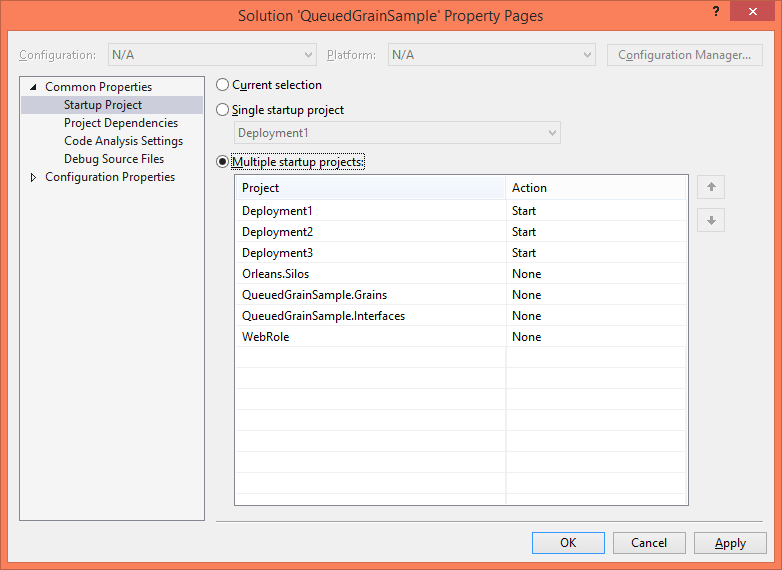 Solution 'QueuedGrainSample' Property Pages
?
Configuration: N/A Platform: N/A Configuration Manager...
Common Properties
Startup Project
Project Dependencies
Code Analysis Settings
Debug Source Files
Configuration Properties
Current selection
Single startup project
Deployment1
Multiple startup projects:
Project Action
Deployment1 Start
Deployment2 Start
Deployment3 Start
Orleans.Silos None
QueuedGrainSample.Grains None
QueuedGrainSample.Interfaces None
WebRole None
OK Cancel Apply